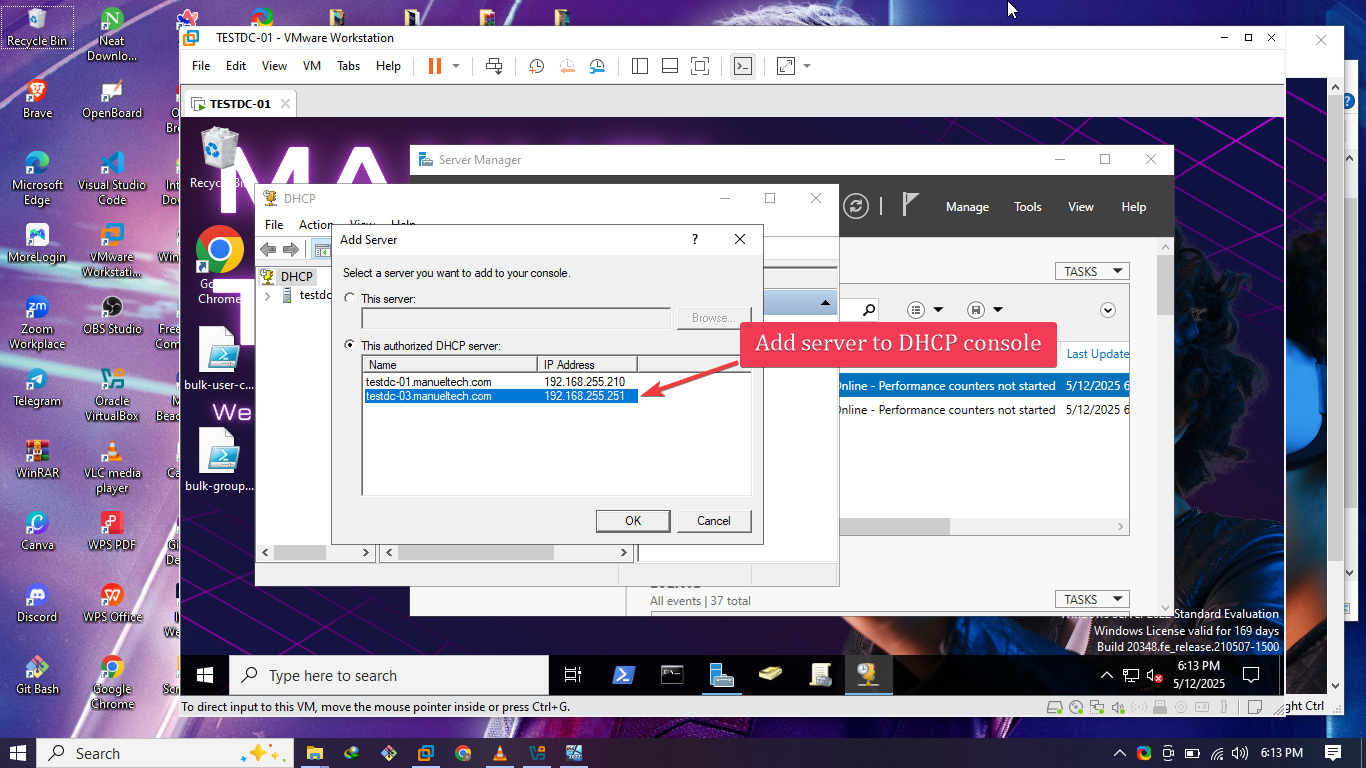 Recycle Bin
Neat Downlo...
TESTDC-01 - VMware Workstation
File Edit View VM Tabs Help
TESTDC-01
Brave
OpenBoard
Microsoft Edge
Visual Studio Code
MoreLogin
VMware Workstati...
Zoom Workplace
OBS Studio
Telegram
Oracle VirtualBox
WinRAR
VLC media player
Canva
WPS PDF
Discord
WPS Office
Git Bash
Google Chrome
MA
Recycle Bin
Chrome
bulk-user-c...
We
bulk-group...
Server Manager
Manage Tools View Help
TASKS
Last Update
Online - Performance counters not started 5/12/2025 6
Online - Performance counters not started 5/12/2025 6
All events | 37 total
TASKS
DHCP
File Action View Help
DHCP
testdc
Add Server
?
Select a server you want to add to your console.
This server:
Browse...
This authorized DHCP server:
Name IP Address
testdc-01.manueltech.com 192.168.255.210
testdc-03.manueltech.com 192.168.255.251
OK Cancel
Add server to DHCP console
Standard Evaluation
Windows License valid for 169 days
Build 20348.fe_release.210507-1500
Type here to search
6:13 PM
5/12/2025
To direct input to this VM, move the mouse pointer inside or press Ctrl+G.
ght Ctrl
Search
6:13 PM